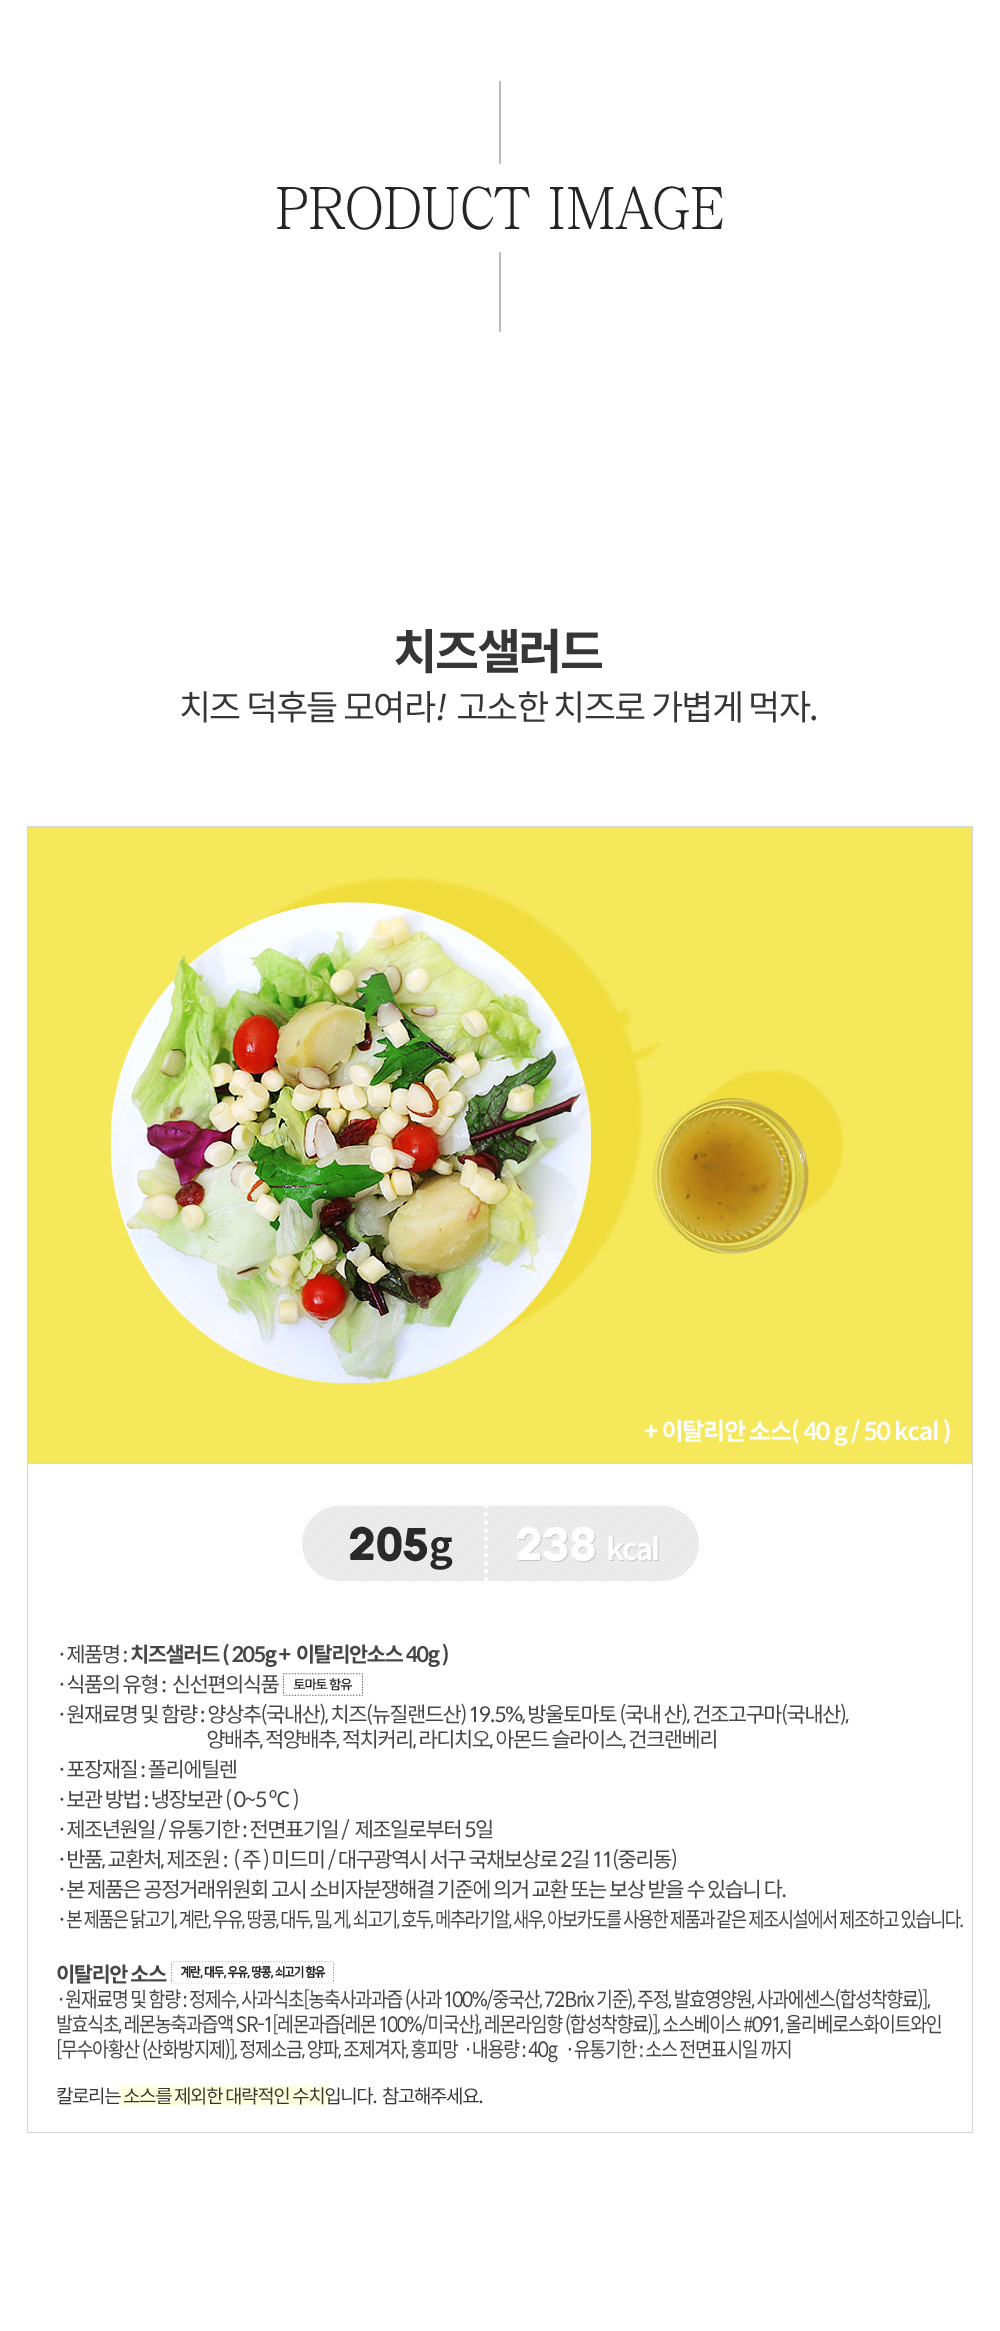 PRODUCT IMAGE
치즈샐러드
치즈 덕후들 모여라! 고소한 치즈로 가볍게 먹자.
+ 이탈리안 소스( 40 g / 50 kcal )
205g 238 kcal
· 제품명 : 치즈샐러드 ( 205g + 이탈리안소스 40g )
· 식품의 유형 : 신선편의식품 토마토 함유
· 원재료명 및 함량 : 양상추(국내산), 치즈(뉴질랜드산) 19.5%, 방울토마토 (국내 산), 건조고구마(국내산),
양배추, 적양배추, 적치커리, 라디치오, 아몬드 슬라이스, 건크랜베리
· 포장재질 : 폴리에틸렌
· 보관 방법 : 냉장보관 ( 0~5 ℃ )
· 제조년원일 / 유통기한 : 전면표기일 / 제조일로부터 5일
· 반품, 교환처, 제조원 : ( 주 ) 미드미 / 대구광역시 서구 국채보상로 2길 11(중리동)
· 본 제품은 공정거래위원회 고시 소비자분쟁해결 기준에 의거 교환 또는 보상 받을 수 있습니 다.
· 본 제품은 닭고기, 계란, 우유, 땅콩, 대두, 밀, 게, 쇠고기, 호두, 메추라기알, 새우, 아보카도를 사용한 제품과 같은 제조시설에서 제조하고 있습니다.
이탈리안 소스 계란, 대두, 우유, 땅콩, 쇠고기 함유
· 원재료명 및 함량 : 정제수, 사과식초[농축사과과즙 (사과 100%/중국산, 72Brix 기준), 주정, 발효영양원, 사과에센스(합성착향료)],
발효식초, 레몬농축과즙액 SR-1[레몬과즙{레몬 100%/미국산}, 레몬라임향 (합성착향료)], 소스베이스 #091, 올리베로스화이트와인
[무수아황산 (산화방지제)], 정제소금, 양파, 조제겨자, 홍피망 · 내용량 : 40g · 유통기한 : 소스 전면표시일 까지
칼로리는 소스를 제외한 대략적인 수치입니다. 참고해주세요.